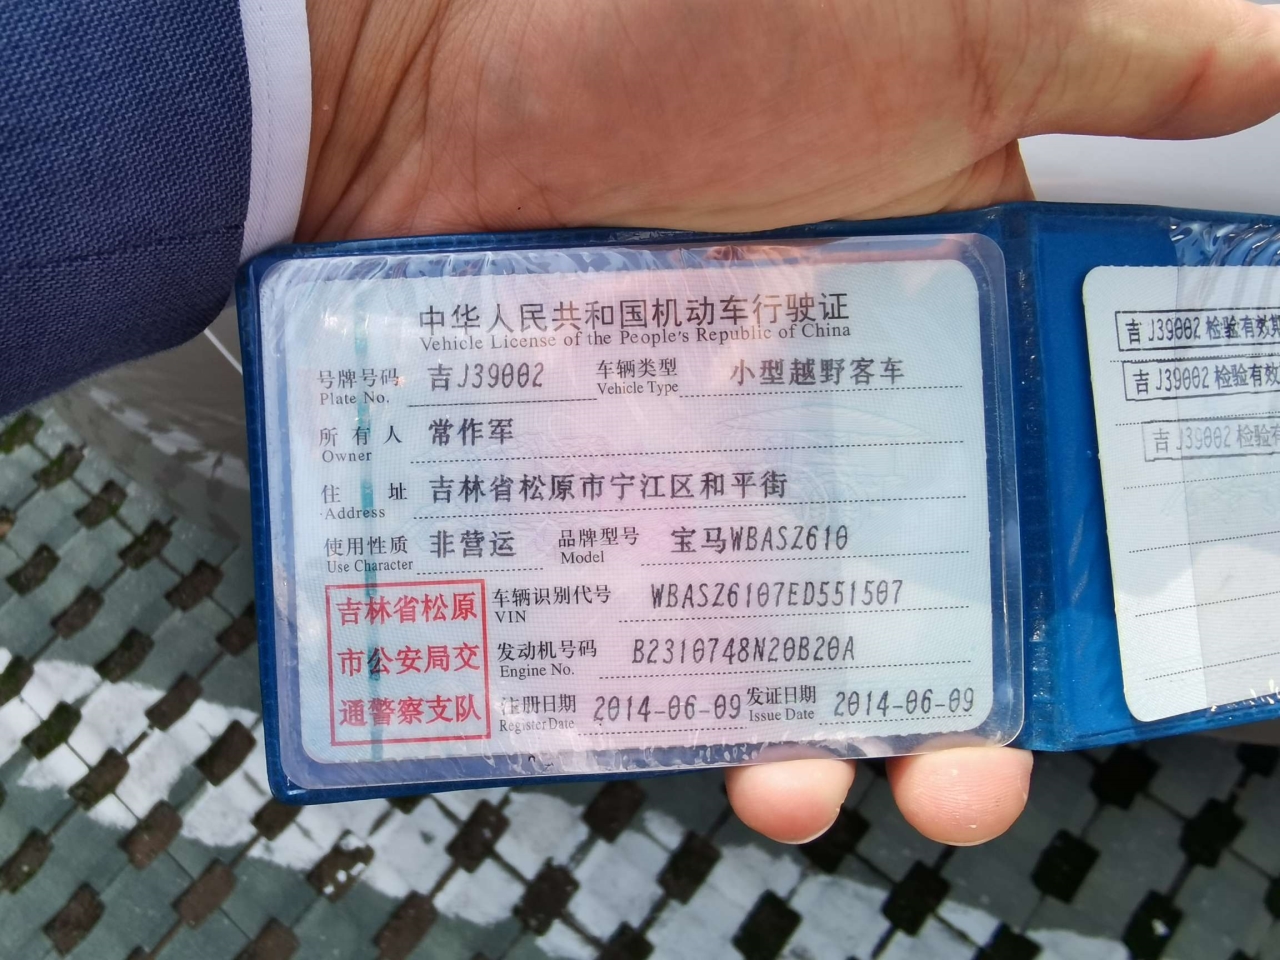 中华人民共和国机动车行驶证
Vehicle License of the People's Republic of China
号牌号码 吉J39002 车辆类型 小型越野客车
Plate No. Vehicle Type
所有人 常作军
Owner
住址 吉林省松原市宁江区和平街
Address
使用性质 非营运 品牌型号 宝马WBASZ610
Use Character Model
吉林省松原
市公安局交
通警察支队
车辆识别代号 WBASZ6107ED551507
VIN
发动机号码 B2310748N20B20A
Engine No.
注册日期 2014-06-09 发证日期 2014-06-09
Register Date Issue Date
吉J39002检验有效期
吉J39002检验有效
吉J39002检验有